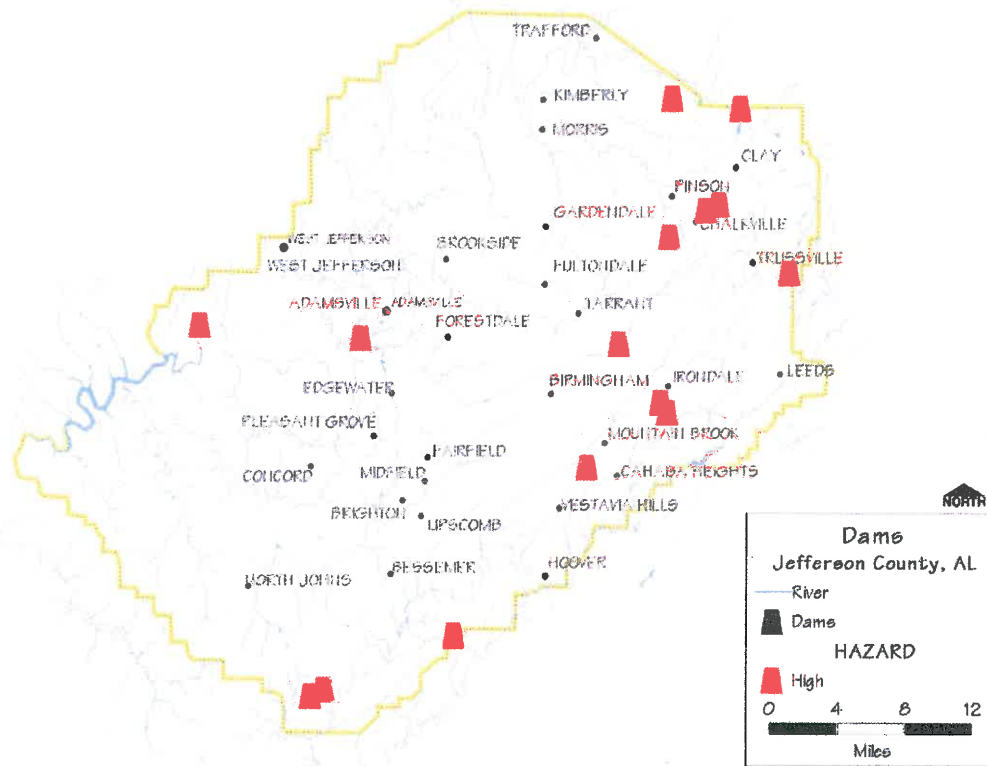 TRAFFORD
KIMBERLY
MORRIS
CLAY
PINSON
GARDENDALE
CHALKVILLE
WEST JEFFERSON
BROOKSIDE
WEST JEFFERSON
FULTONDALE
TRUSSVILLE
ADAMSVILLE
ADAMSVILLE
TARRANT
FORESTDALE
EDGEWATER
BIRMINGHAM
IRONDALE
LEEDS
PLEASANT GROVE
MOUNTAIN BROOK
FAIRFIELD
CONCORD
MIDFIELD
CAHABA HEIGHTS
BRIGHTON
LIPSCOMB
VESTAVIA HILLS
NORTH JOHNS
BESSEMER
HOOVER
NORTH
Dams
Jefferson County, AL
River
Dams
HAZARD
High
0 4 8 12
Miles